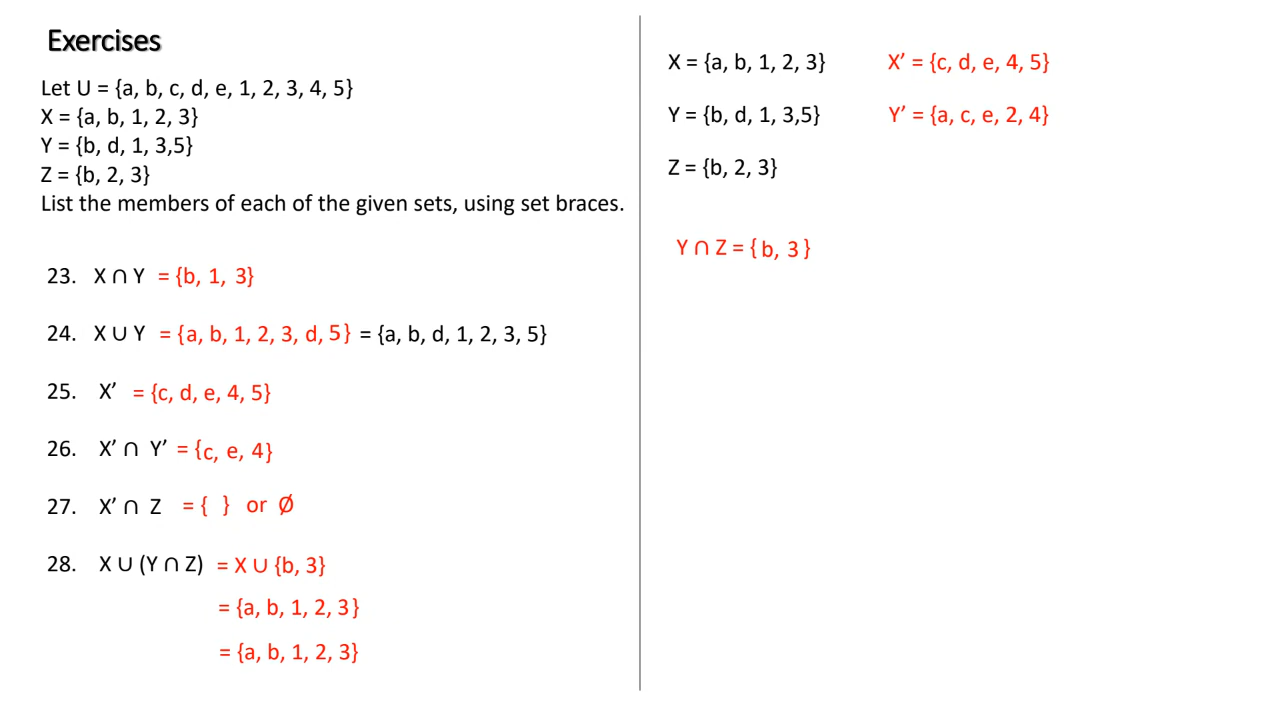 Exercises
Let U = {a, b, c, d, e, 1, 2, 3, 4, 5}
X = {a, b, 1, 2, 3}
Y = {b, d, 1, 3,5}
Z = {b, 2, 3}
List the members of each of the given sets, using set braces.
23. X ∩ Y = {b, 1, 3}
24. X ∪ Y = {a, b, 1, 2, 3, d, 5} = {a, b, d, 1, 2, 3, 5}
25. X’ = {c, d, e, 4, 5}
26. X’ ∩ Y’ = {c, e, 4}
27. X’ ∩ Z = { } or Ø
28. X ∪ (Y ∩ Z) = X ∪ {b, 3}
= {a, b, 1, 2, 3}
= {a, b, 1, 2, 3}
X = {a, b, 1, 2, 3} X’ = {c, d, e, 4, 5}
Y = {b, d, 1, 3,5} Y’ = {a, c, e, 2, 4}
Z = {b, 2, 3}
Y ∩ Z = { b, 3 }